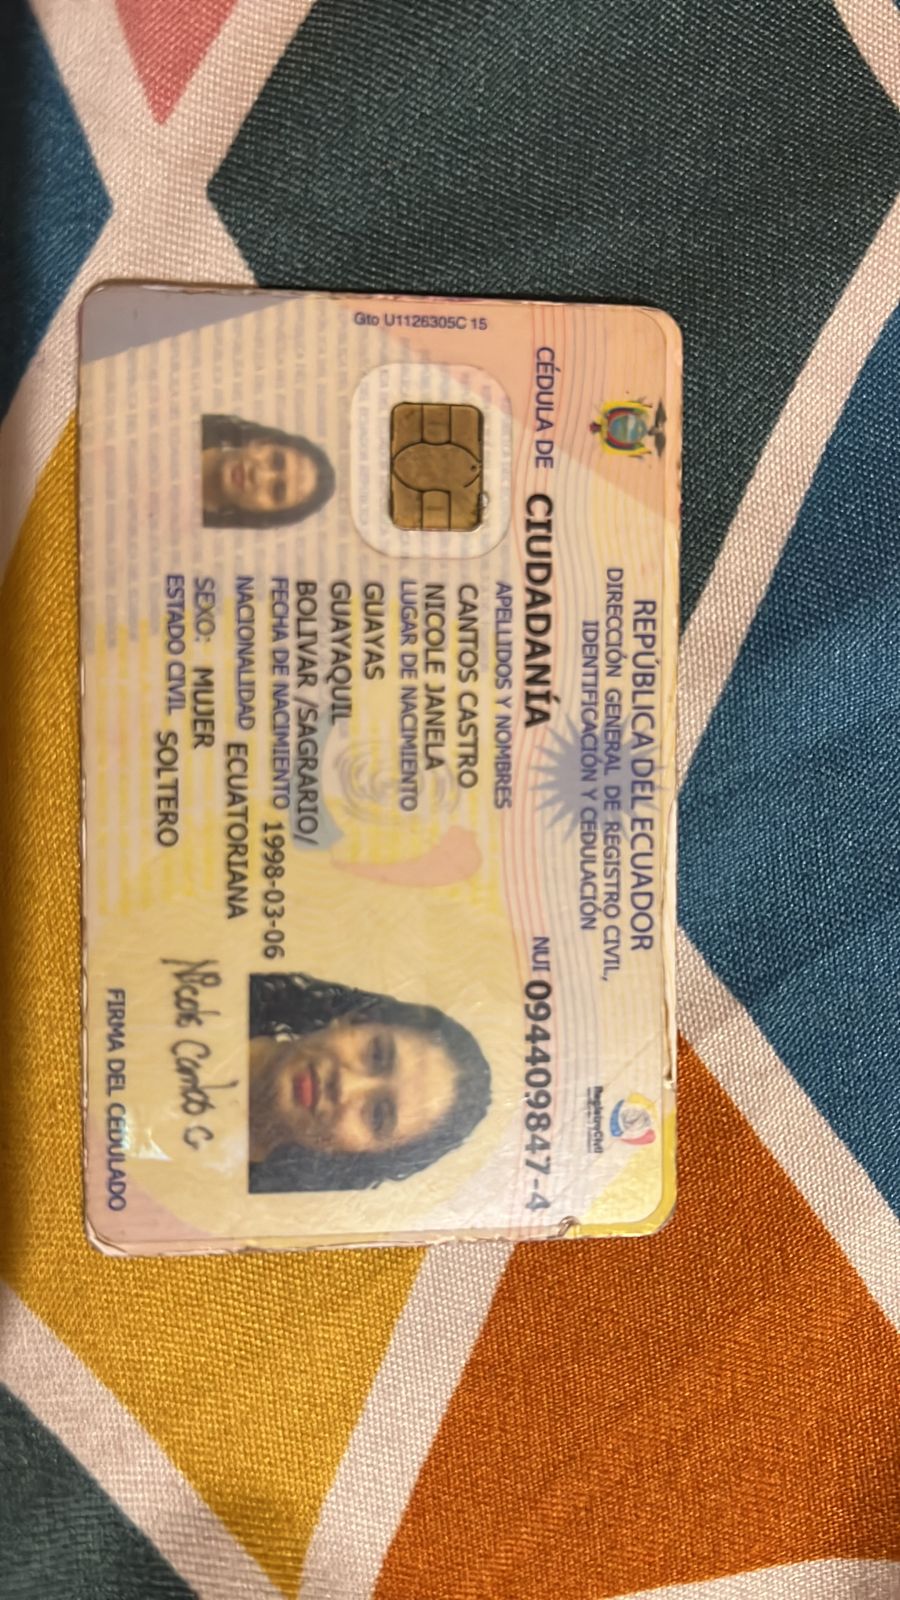 REPÚBLICA DEL ECUADOR
DIRECCIÓN GENERAL DE REGISTRO CIVIL,
IDENTIFICACIÓN Y CEDULACIÓN
CÉDULA DE CIUDADANÍA
NUI 094409847-4
APELLIDOS Y NOMBRES
CANTOS CASTRO
NICOLE JANELA
LUGAR DE NACIMIENTO
GUAYAS
GUAYAQUIL
BOLIVAR /SAGRARIO/
FECHA DE NACIMIENTO 1998-03-06
NACIONALIDAD ECUATORIANA
SEXO: MUJER
ESTADO CIVIL SOLTERO
Nicole Cantos C
FIRMA DEL CEDULADO
Gto U1126305C 15
RegistroCivil